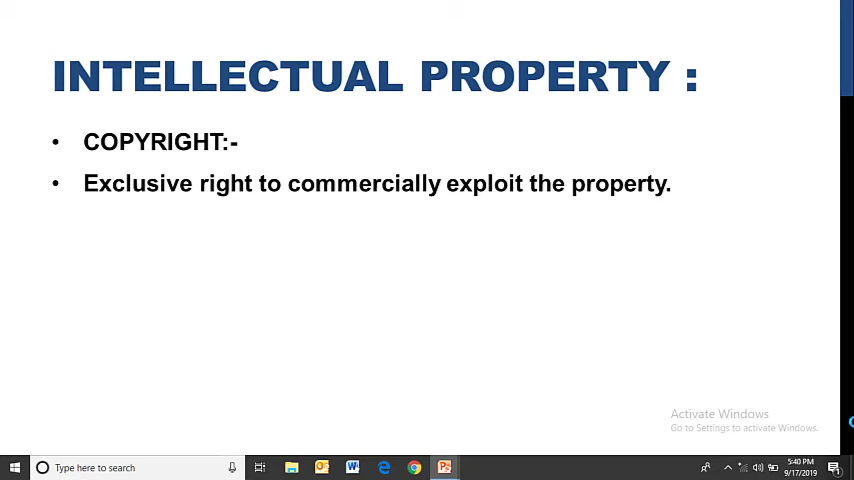 INTELLECTUAL PROPERTY :
• COPYRIGHT:-
• Exclusive right to commercially exploit the property.
Activate Windows
Go to Settings to activate Windows.
Type here to search
5:40 PM
9/17/2019